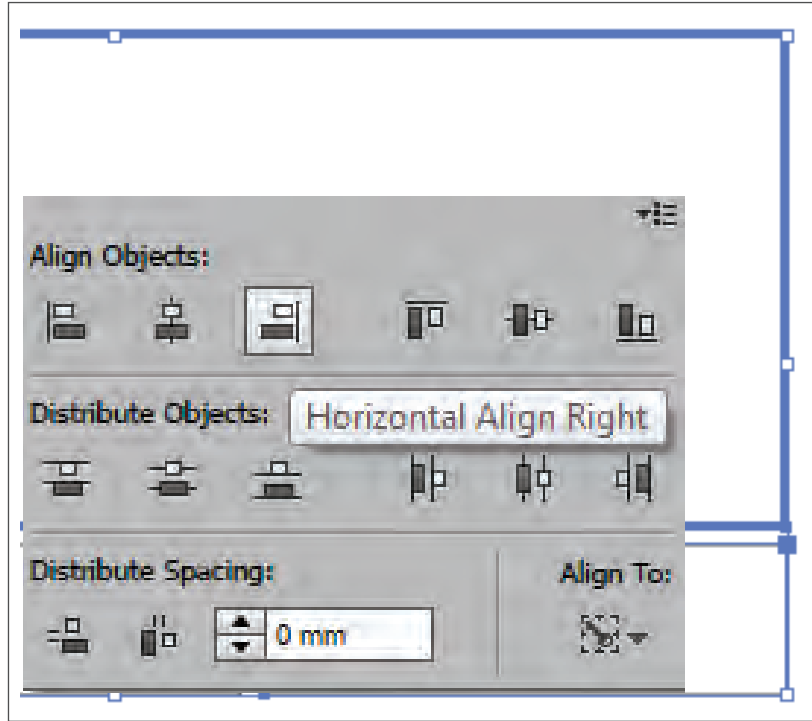 Align Objects:
Distribute Objects:
Horizontal Align Right
Distribute Spacing:
Align To:
0 mm